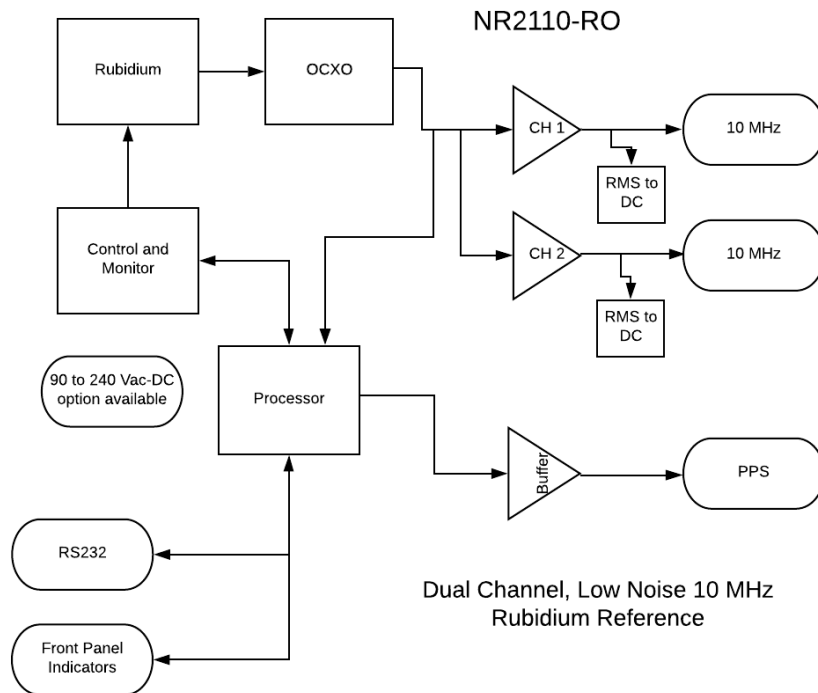 NR2110-RO
Rubidium
OCXO
CH 1
10 MHz
RMS to
DC
Control and
Monitor
CH 2
10 MHz
RMS to
DC
90 to 240 Vac-DC
option available
Processor
Buffer
PPS
RS232
Dual Channel, Low Noise 10 MHz
Rubidium Reference
Front Panel
Indicators